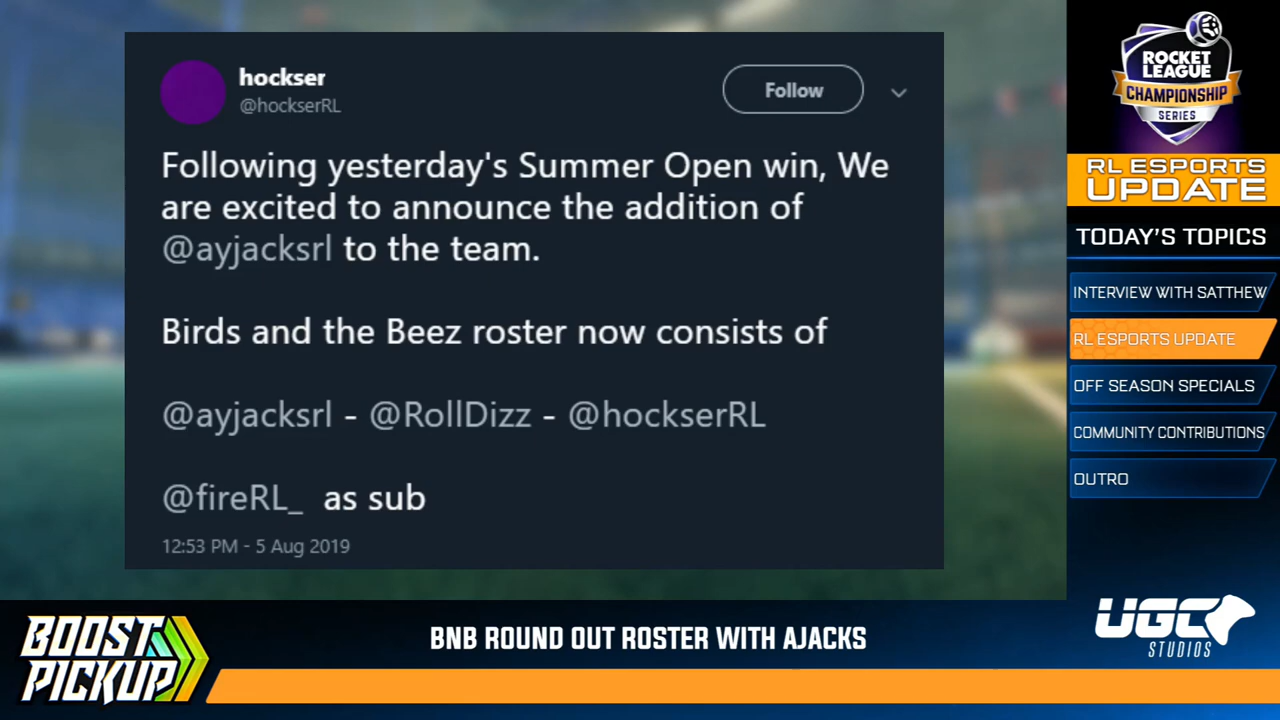 hockser
@hockserRL
Follow
Following yesterday's Summer Open win, We
are excited to announce the addition of
@ayjacksrl to the team.
Birds and the Beez roster now consists of
@ayjacksrl - @RollDizz - @hockserRL
@fireRL_ as sub
12:53 PM - 5 Aug 2019
ROCKET
LEAGUE
CHAMPIONSHIP
SERIES
RL ESPORTS
UPDATE
TODAY'S TOPICS
INTERVIEW WITH SATTHEW
RL ESPORTS UPDATE
OFF SEASON SPECIALS
COMMUNITY CONTRIBUTIONS
OUTRO
BOOST
PICKUP
BNB ROUND OUT ROSTER WITH AJACKS
UGC
STUDIOS